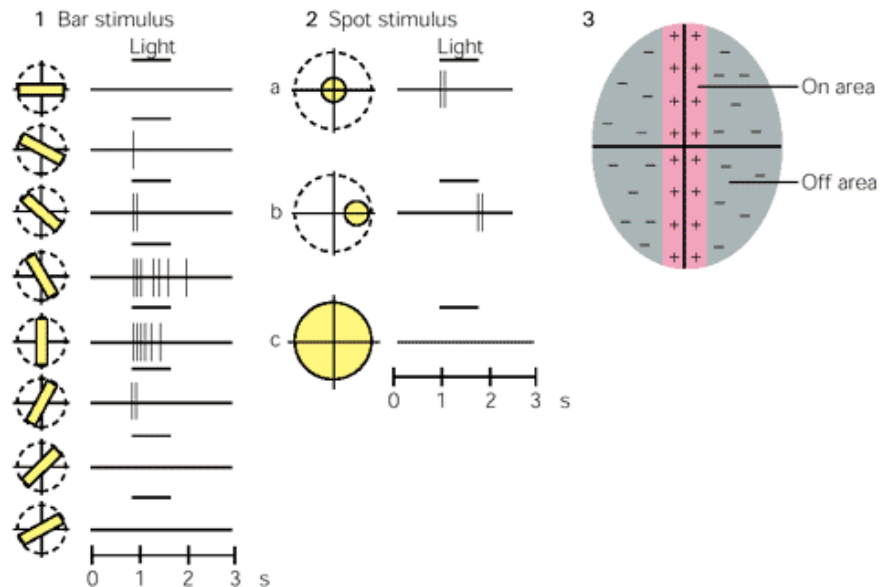 1 Bar stimulus
Light
0 1 2 3 s
2 Spot stimulus
Light
a
b
c
0 1 2 3 s
3
On area
Off area